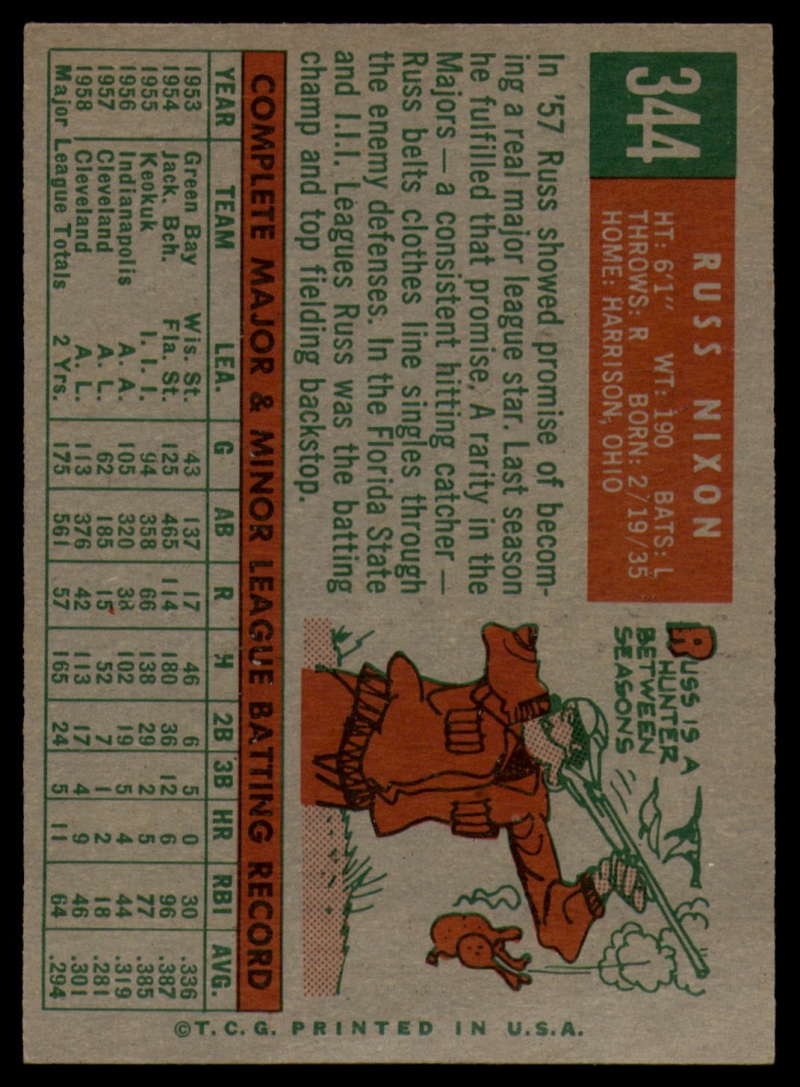 344
RUSS NIXON
HT: 6'1" WT: 190 BATS: L
THROWS: R BORN: 2/19/35
HOME: HARRISON, OHIO
In '57 Russ showed promise of becom-
ing a real major league star. Last season
he fulfilled that promise. A rarity in the
Majors — a consistent hitting catcher —
Russ belts clothes line singles through
the enemy defenses. In the Florida State
and I.I.I. Leagues Russ was the batting
champ and top fielding backstop.
RUSS IS A
HUNTER
BETWEEN
SEASONS
COMPLETE MAJOR & MINOR LEAGUE BATTING RECORD
YEAR TEAM LEA. G AB R H 2B 3B HR RBI AVG.
1953 Green Bay Wis. St. 43 137 17 46 6 5 0 30 .336
1954 Jack. Bch. Fla. St. 125 465 114 180 36 12 6 96 .387
1955 Keokuk I. I. I. 94 358 66 138 29 2 5 77 .385
1956 Indianapolis A. A. 105 320 38 102 19 5 4 44 .319
1957 Cleveland A. L. 62 185 15 52 7 1 2 18 .281
1958 Cleveland A. L. 113 376 42 113 17 4 9 46 .301
Major League Totals 2 Yrs. 175 561 57 165 24 5 11 64 .294
©T.C.G. PRINTED IN U.S.A.